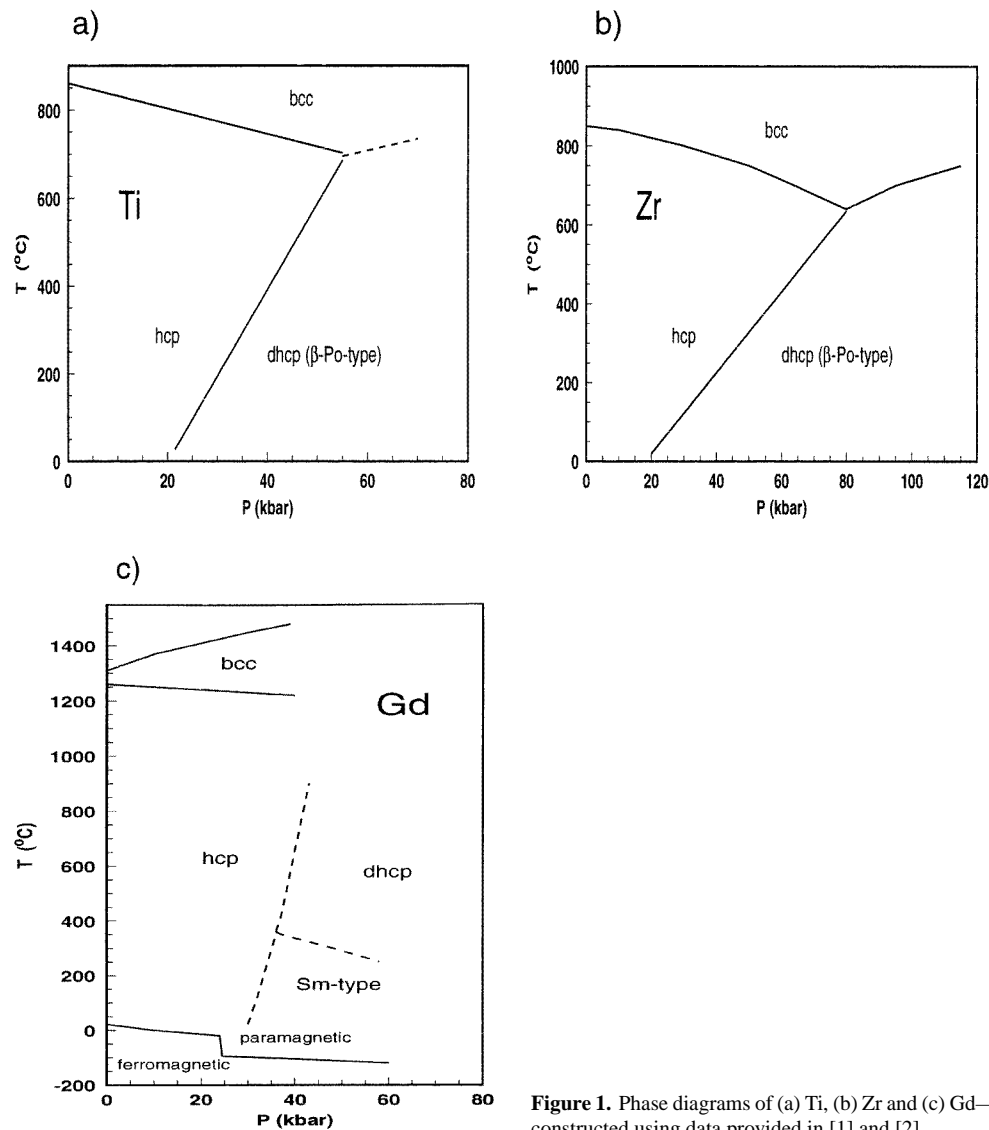 a)
800
600
400
200
0
T (°C)
bcc
Ti
hcp
dhcp (β-Po-type)
0 20 40 60 80
P (kbar)
b)
1000
800
600
400
200
0
T (°C)
bcc
Zr
hcp
dhcp (β-Po-type)
0 20 40 60 80 100 120
P (kbar)
c)
1400
1200
1000
800
600
400
200
0
-200
T (°C)
bcc
Gd
hcp
dhcp
Sm-type
paramagnetic
ferromagnetic
0 20 40 60 80
P (kbar)
Figure 1. Phase diagrams of (a) Ti, (b) Zr and (c) Gd—
constructed using data provided in [1] and [2].